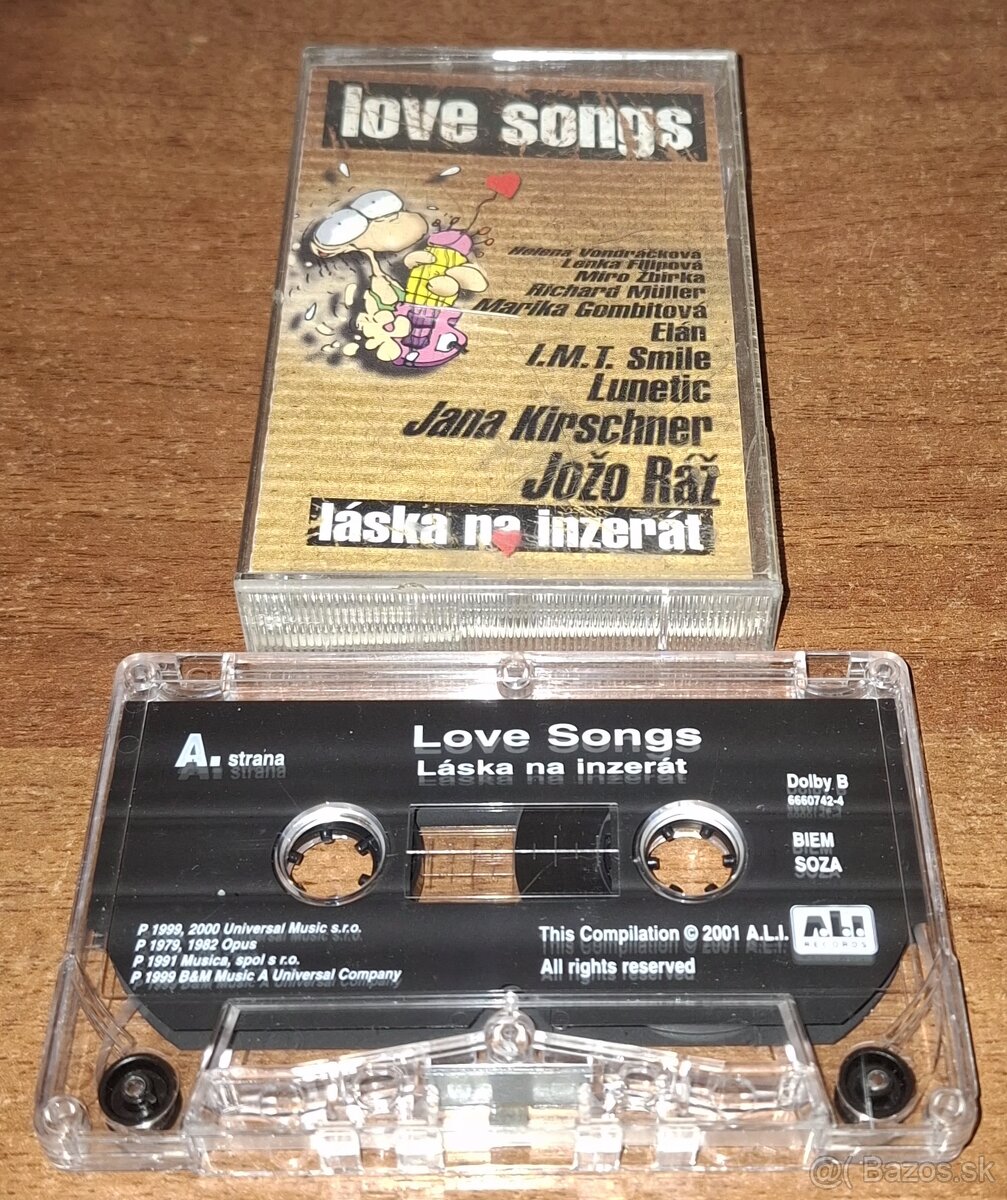 love songs
Helena Vondráčková
Lenka Filipová
Miro Žbirka
Richard Müller
Marika Gombitová
Elán
I.M.T. Smile
Lunetic
Jana Kirschner
Jožo Ráž
láska na inzerát
A. strana
Love Songs
Láska na inzerát
Dolby B
6660742-4
BIEM
SOZA
P 1999, 2000 Universal Music s.r.o.
P 1979, 1982 Opus
P 1991 Musica, spol s r.o.
P 1999 B&M Music A Universal Company
This Compilation © 2001 A.L.I.
All rights reserved
A.L.I.
RECORDS
@( Bazos.sk